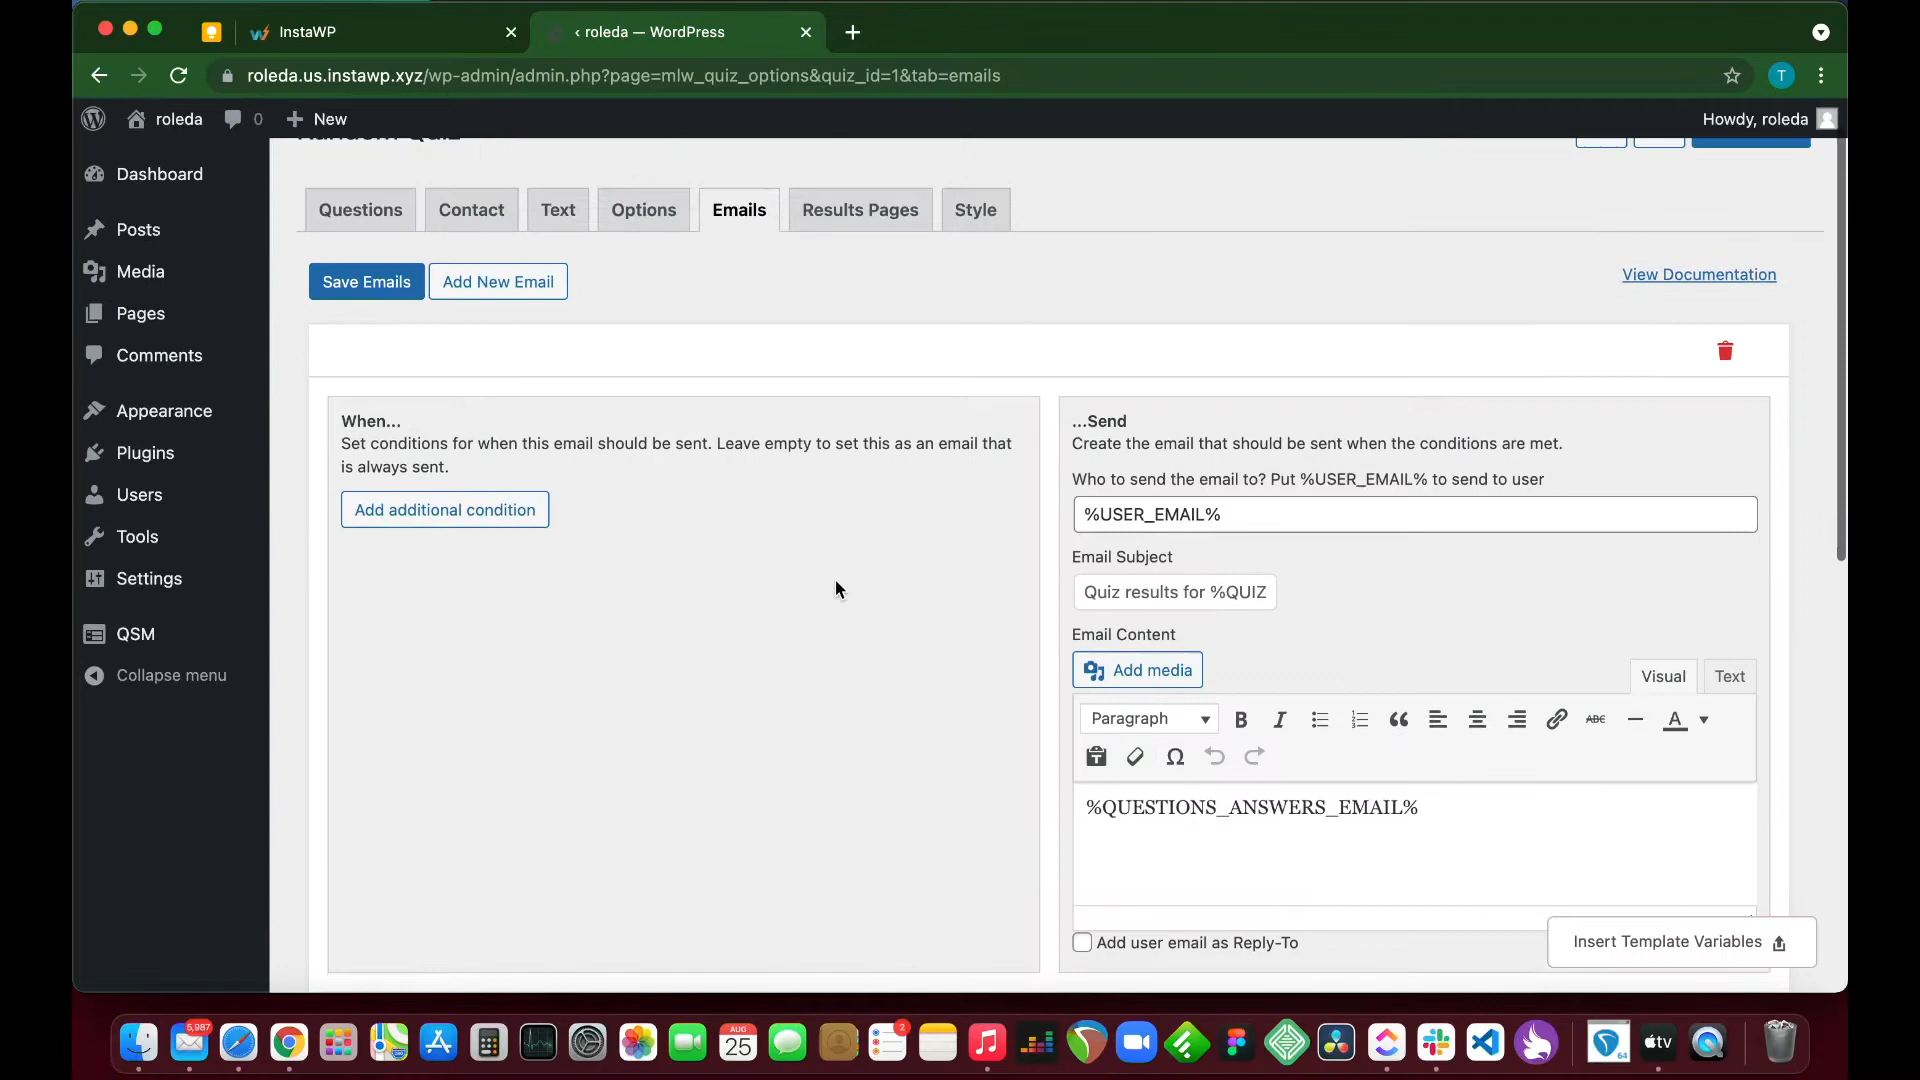 InstaWP
‹ roleda — WordPress
roleda.us.instawp.xyz/wp-admin/admin.php?page=mlw_quiz_options&quiz_id=1&tab=emails
T
roleda
0
New
Howdy, roleda
Random Quiz
Dashboard
Posts
Media
Pages
Comments
Appearance
Plugins
Users
Tools
Settings
QSM
Collapse menu
Questions
Contact
Text
Options
Emails
Results Pages
Style
Save Emails
Add New Email
View Documentation
When...
Set conditions for when this email should be sent. Leave empty to set this as an email that
is always sent.
Add additional condition
...Send
Create the email that should be sent when the conditions are met.
Who to send the email to? Put %USER_EMAIL% to send to user
%USER_EMAIL%
Email Subject
Quiz results for %QUIZ
Email Content
Add media
Visual
Text
Paragraph
B
I
ABC
A
T
Ω
%QUESTIONS_ANSWERS_EMAIL%
Add user email as Reply-To
Insert Template Variables
5,987
AUG
25
2
64
tv